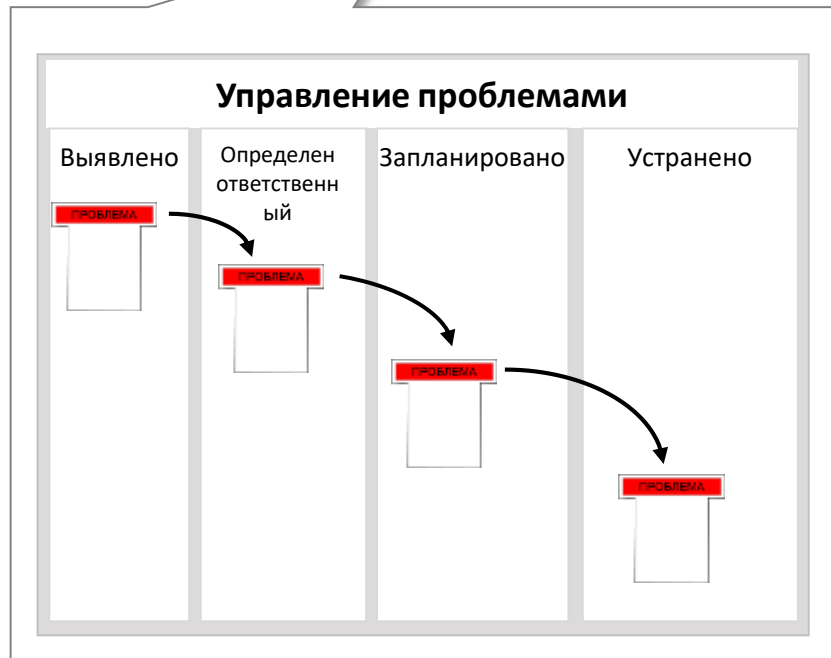 Управление проблемами
Выявлено
Определен
ответственн
ый
Запланировано
Устранено
ПРОБЛЕМА
ПРОБЛЕМА
ПРОБЛЕМА
ПРОБЛЕМА